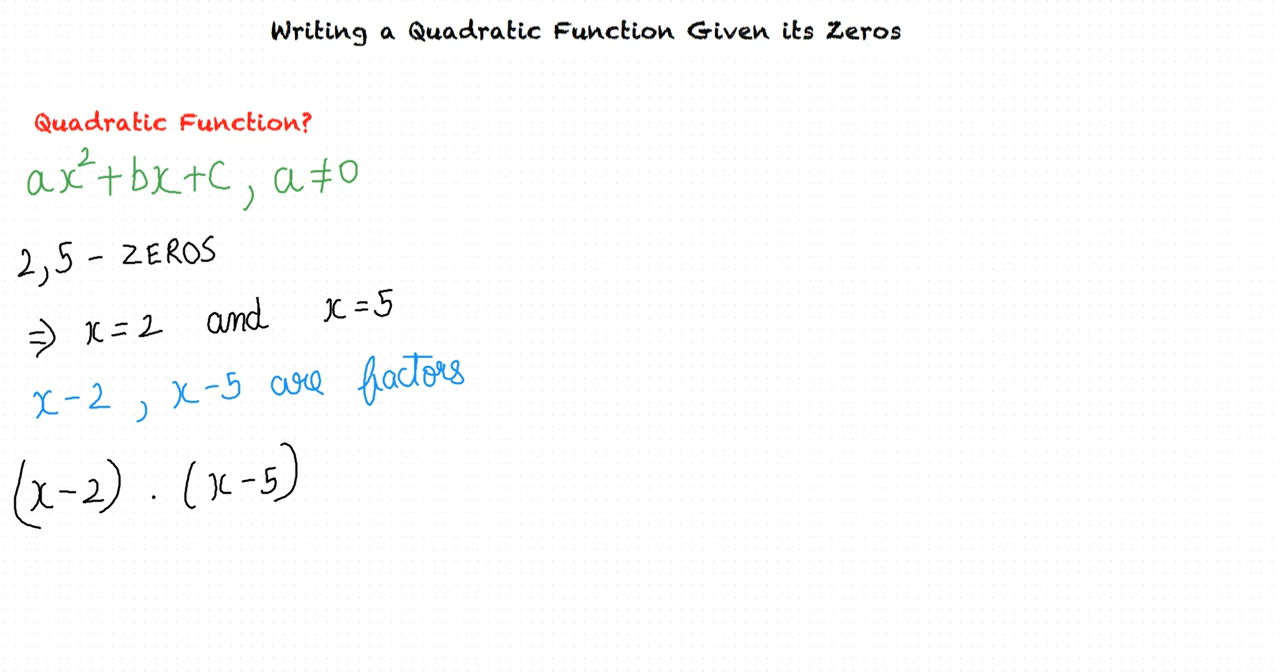 Writing a Quadratic Function Given its Zeros
Quadratic Function?
ax²+bx+c, a≠0
2,5 - ZEROS
⇒ x=2 and x=5
x-2, x-5 are factors
(x-2) . (x-5)